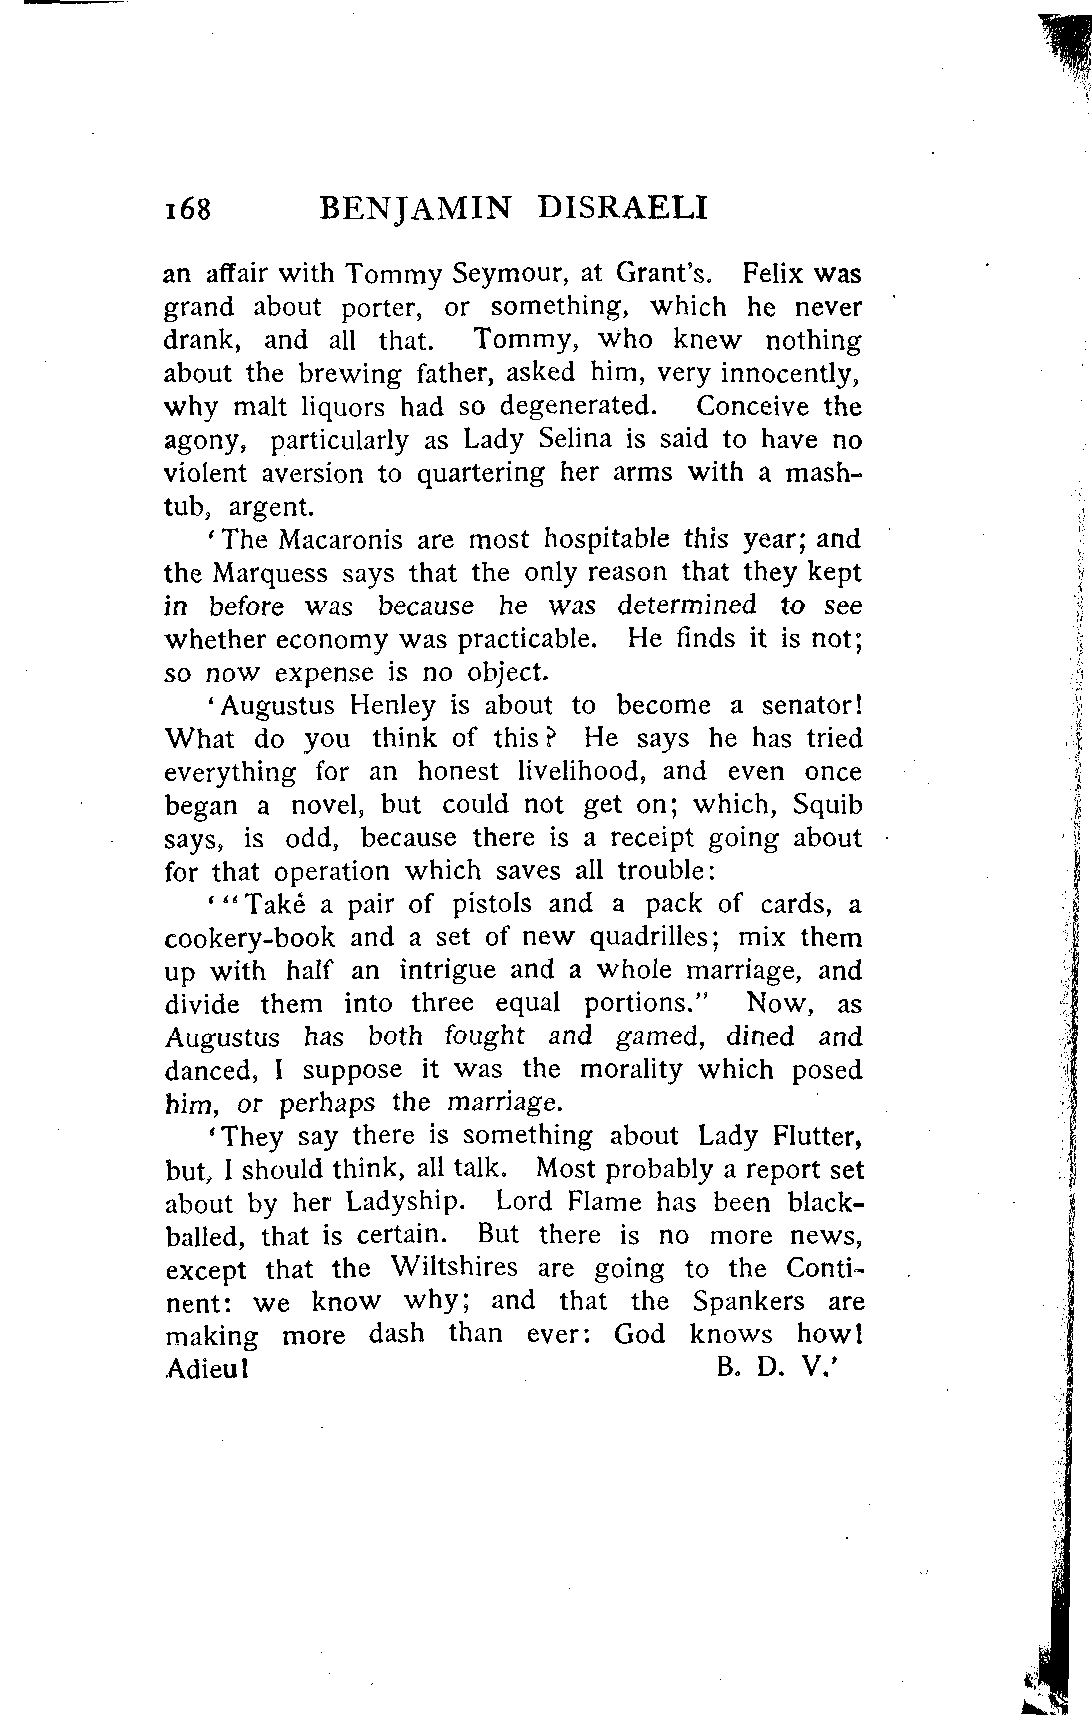 168 BENJAMIN DISRAELI
an affair with Tommy Seymour, at Grant's. Felix was
grand about porter, or something, which he never
drank, and all that. Tommy, who knew nothing
about the brewing father, asked him, very innocently,
why malt liquors had so degenerated. Conceive the
agony, particularly as Lady Selina is said to have no
violent aversion to quartering her arms with a mash-
tub, argent.
'The Macaronis are most hospitable this year; and
the Marquess says that the only reason that they kept
in before was because he was determined to see
whether economy was practicable. He finds it is not;
so now expense is no object.
'Augustus Henley is about to become a senator!
What do you think of this? He says he has tried
everything for an honest livelihood, and even once
began a novel, but could not get on; which, Squib
says, is odd, because there is a receipt going about
for that operation which saves all trouble:
'"Take a pair of pistols and a pack of cards, a
cookery-book and a set of new quadrilles; mix them
up with half an intrigue and a whole marriage, and
divide them into three equal portions." Now, as
Augustus has both fought and gamed, dined and
danced, I suppose it was the morality which posed
him, or perhaps the marriage.
'They say there is something about Lady Flutter,
but, I should think, all talk. Most probably a report set
about by her Ladyship. Lord Flame has been black-
balled, that is certain. But there is no more news,
except that the Wiltshires are going to the Conti-
nent: we know why; and that the Spankers are
making more dash than ever: God knows how!
Adieu! B. D. V.'